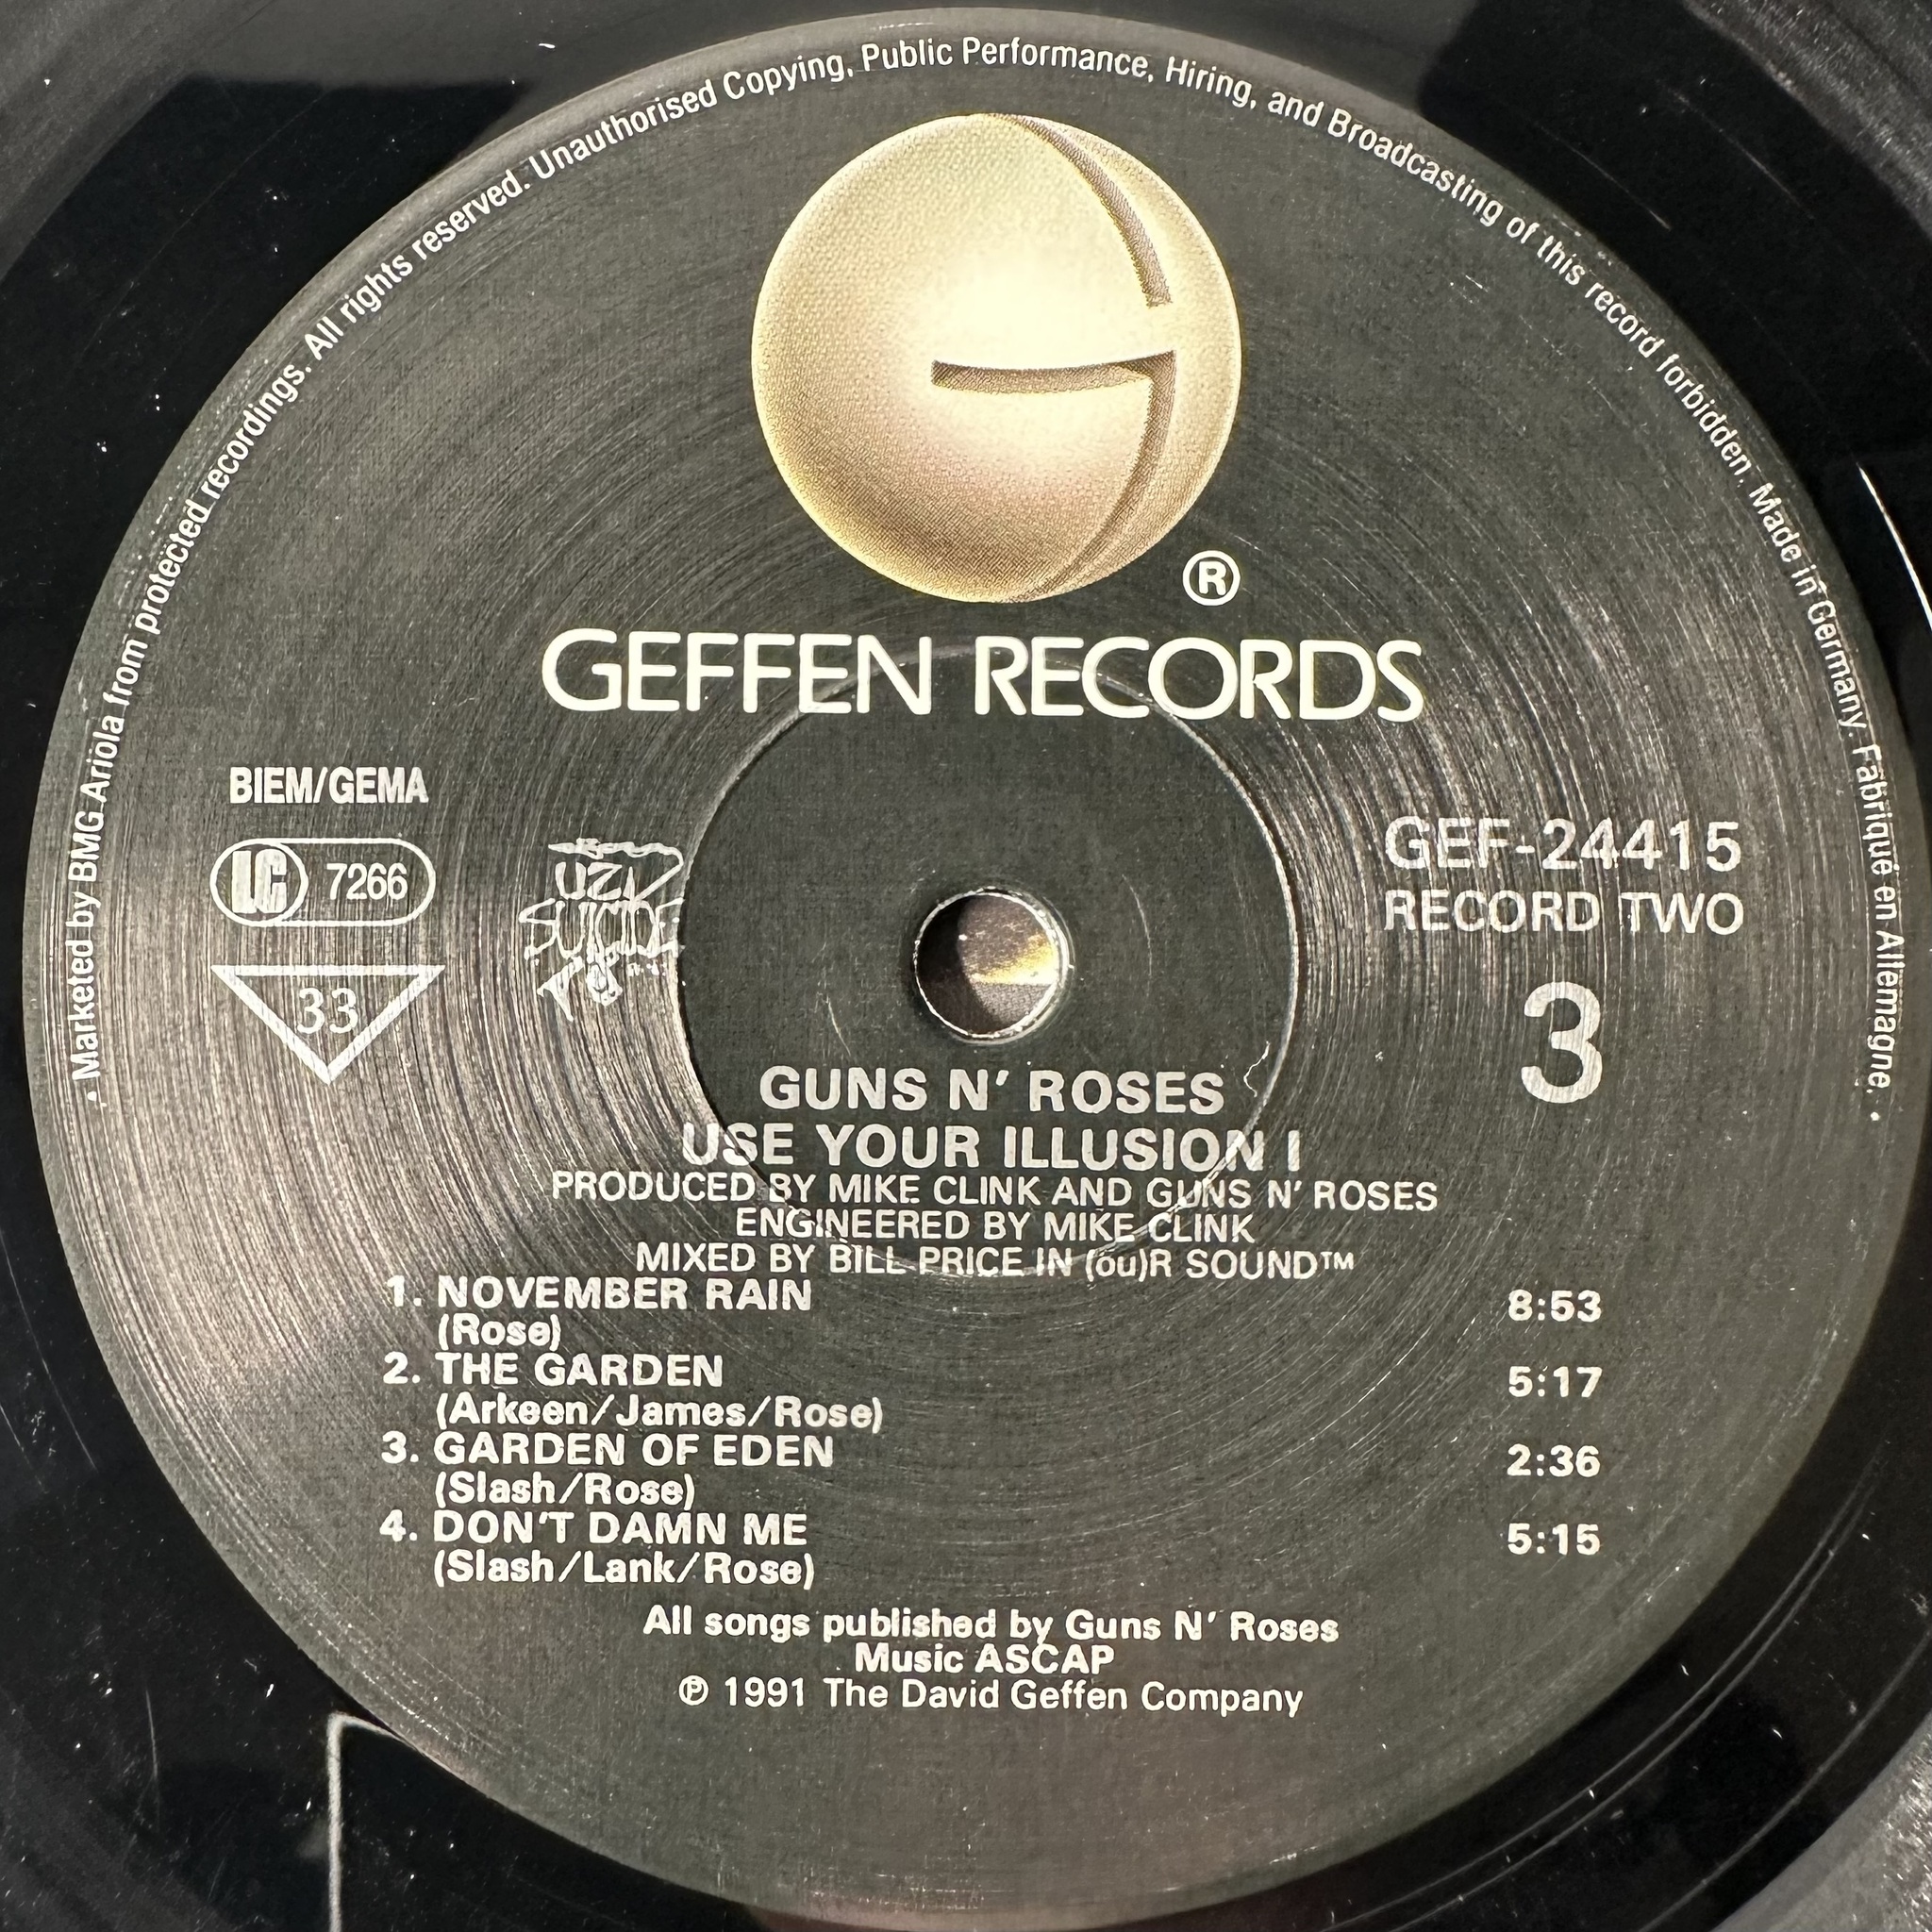 • Marketed by BMG Ariola from protected recordings. All rights reserved. Unauthorised Copying, Public Performance, Hiring, and Broadcasting of this record forbidden. Made in Germany. Fabriqué en Allemagne. •
®
GEFFEN RECORDS
BIEM/GEMA
LC 7266
33
UZI
SUICIDE
GEF-24415
RECORD TWO
3
GUNS N' ROSES
USE YOUR ILLUSION I
PRODUCED BY MIKE CLINK AND GUNS N' ROSES
ENGINEERED BY MIKE CLINK
MIXED BY BILL PRICE IN (öu)R SOUND™
1. NOVEMBER RAIN 8:53
(Rose)
2. THE GARDEN 5:17
(Arkeen/James/Rose)
3. GARDEN OF EDEN 2:36
(Slash/Rose)
4. DON'T DAMN ME 5:15
(Slash/Lank/Rose)
All songs published by Guns N' Roses
Music ASCAP
℗ 1991 The David Geffen Company